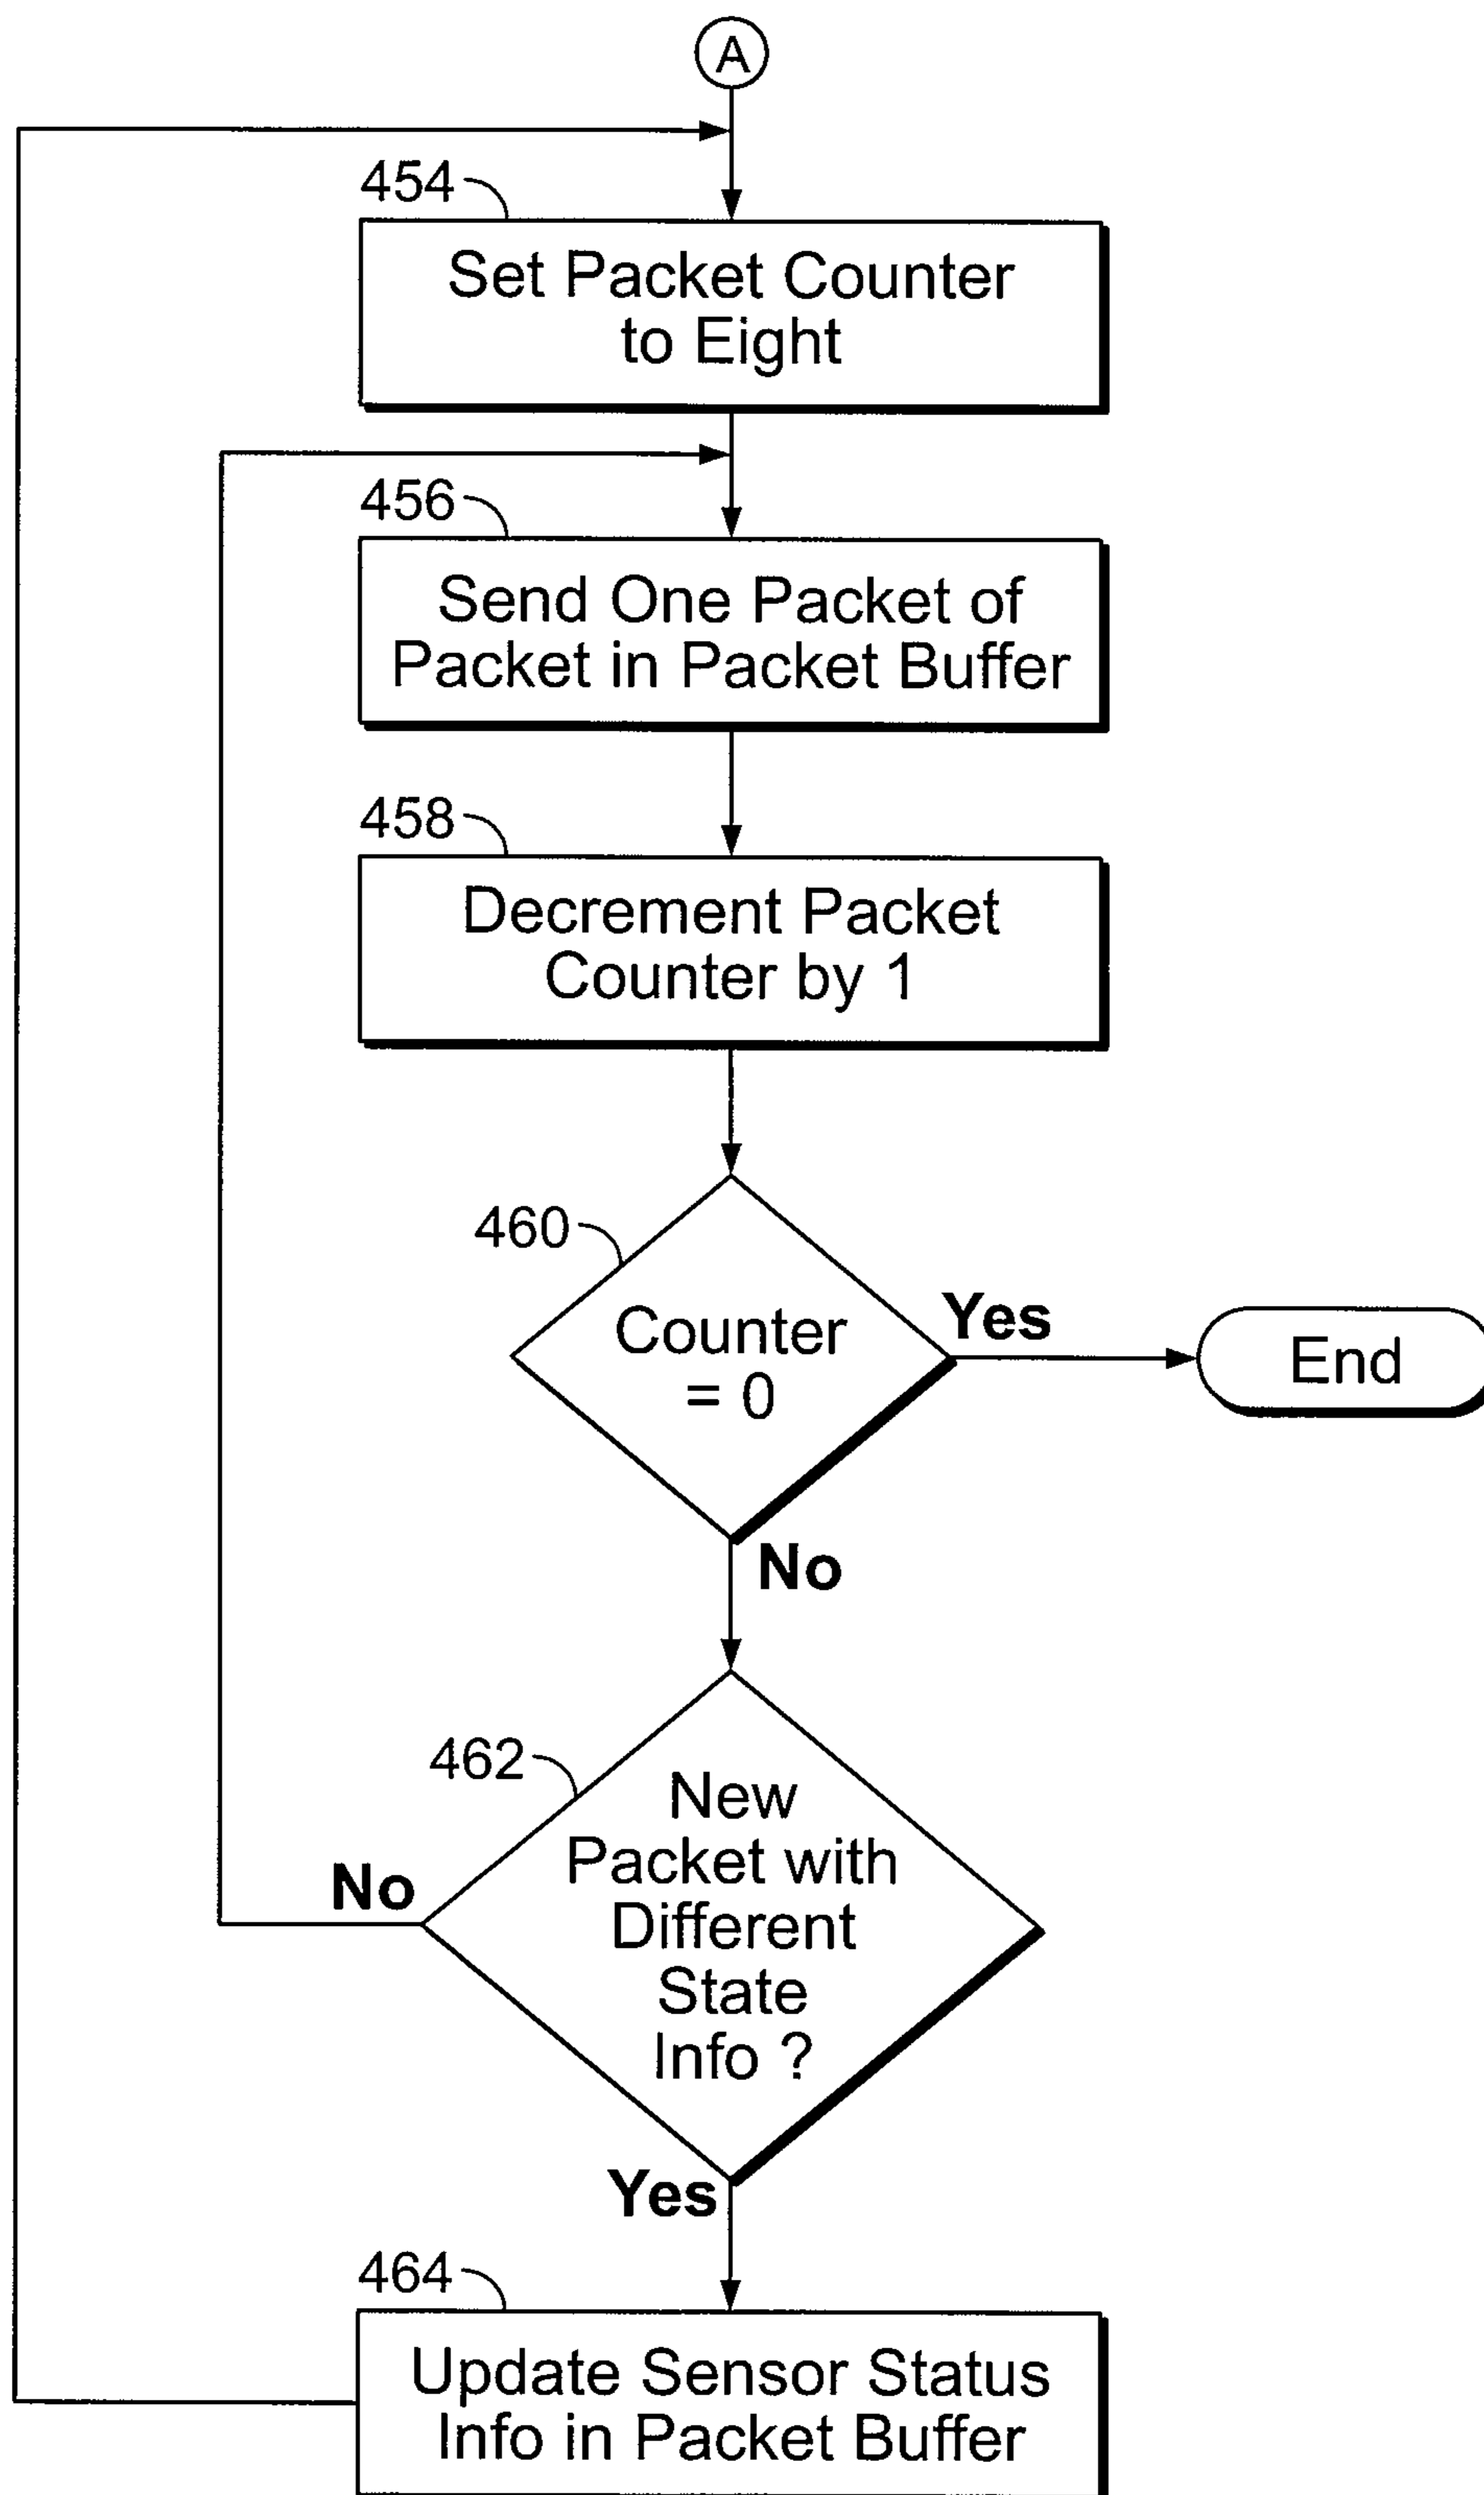 A
454
Set Packet Counter
to Eight
456
Send One Packet of
Packet in Packet Buffer
458
Decrement Packet
Counter by 1
460
Counter
= 0
Yes
End
No
462
New
Packet with
Different
State
Info ?
No
Yes
464
Update Sensor Status
Info in Packet Buffer